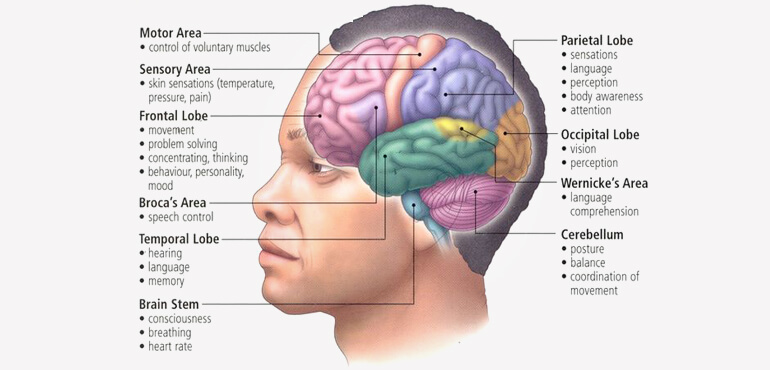 Motor Area
• control of voluntary muscles
Sensory Area
• skin sensations (temperature,
pressure, pain)
Frontal Lobe
• movement
• problem solving
• concentrating, thinking
• behaviour, personality,
mood
Broca's Area
• speech control
Temporal Lobe
• hearing
• language
• memory
Brain Stem
• consciousness
• breathing
• heart rate
Parietal Lobe
• sensations
• language
• perception
• body awareness
• attention
Occipital Lobe
• vision
• perception
Wernicke's Area
• language
comprehension
Cerebellum
• posture
• balance
• coordination of
movement